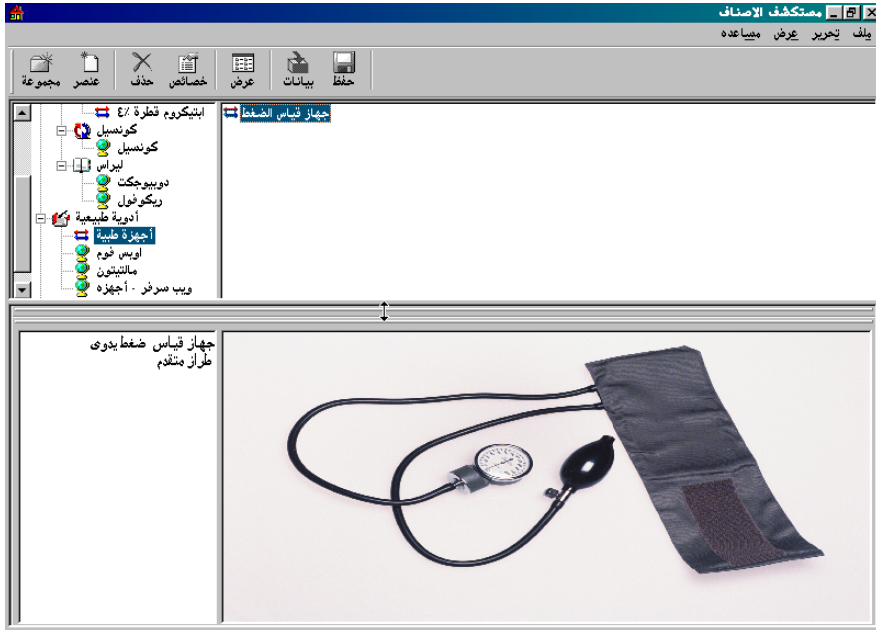 مستكشف الاصناف
ملف تحرير عرض مساعده
حفظ بيانات عرض خصائص حذف عنصر مجموعة
ابتيكروم قطرة ٤٪
كونسيل
كونسيل
ليراس
دوبيوجكت
ريكوفول
أدوية طبيعية
أجهزة طبية
اوبس فوم
مالتيتون
ويب سرفر - أجهزه
جهاز قياس الضغط
جهاز قياس ضغط يدوى
طراز متقدم